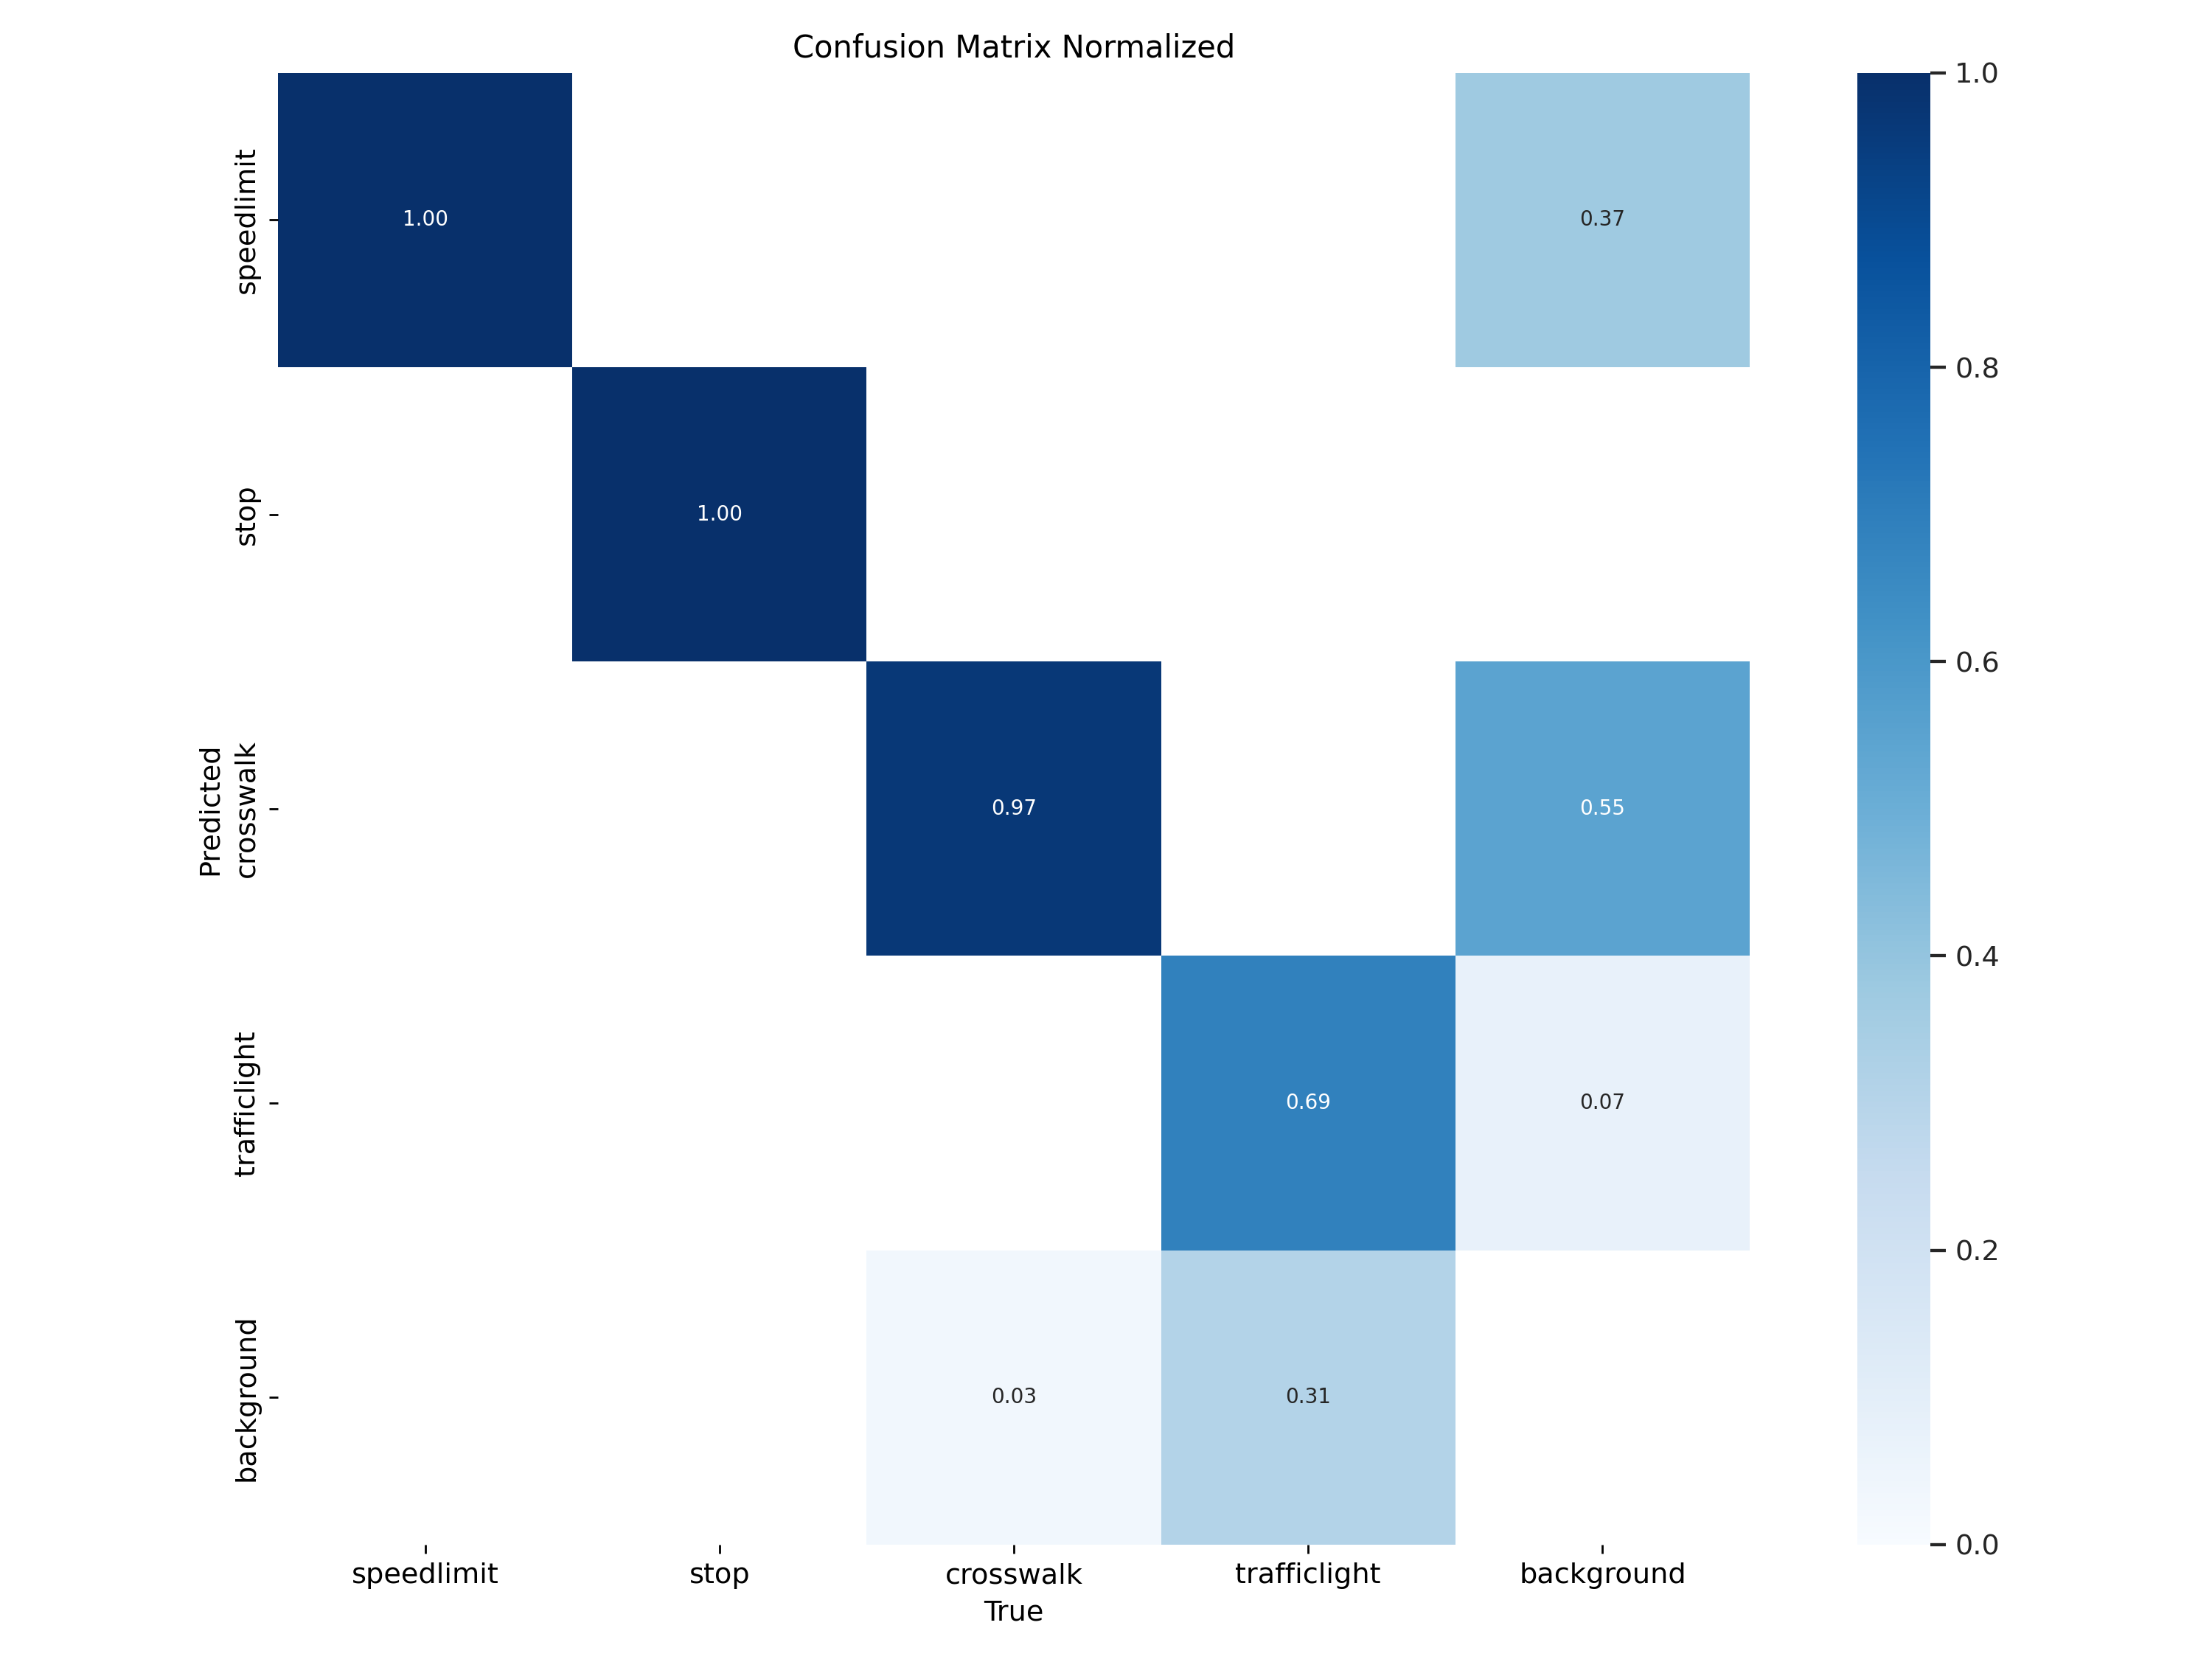 Confusion Matrix Normalized
speedlimit
stop
crosswalk
trafficlight
background
Predicted
1.00
0.37
1.00
0.97
0.55
0.69
0.07
0.03
0.31
speedlimit
stop
crosswalk
trafficlight
background
True
1.0
0.8
0.6
0.4
0.2
0.0